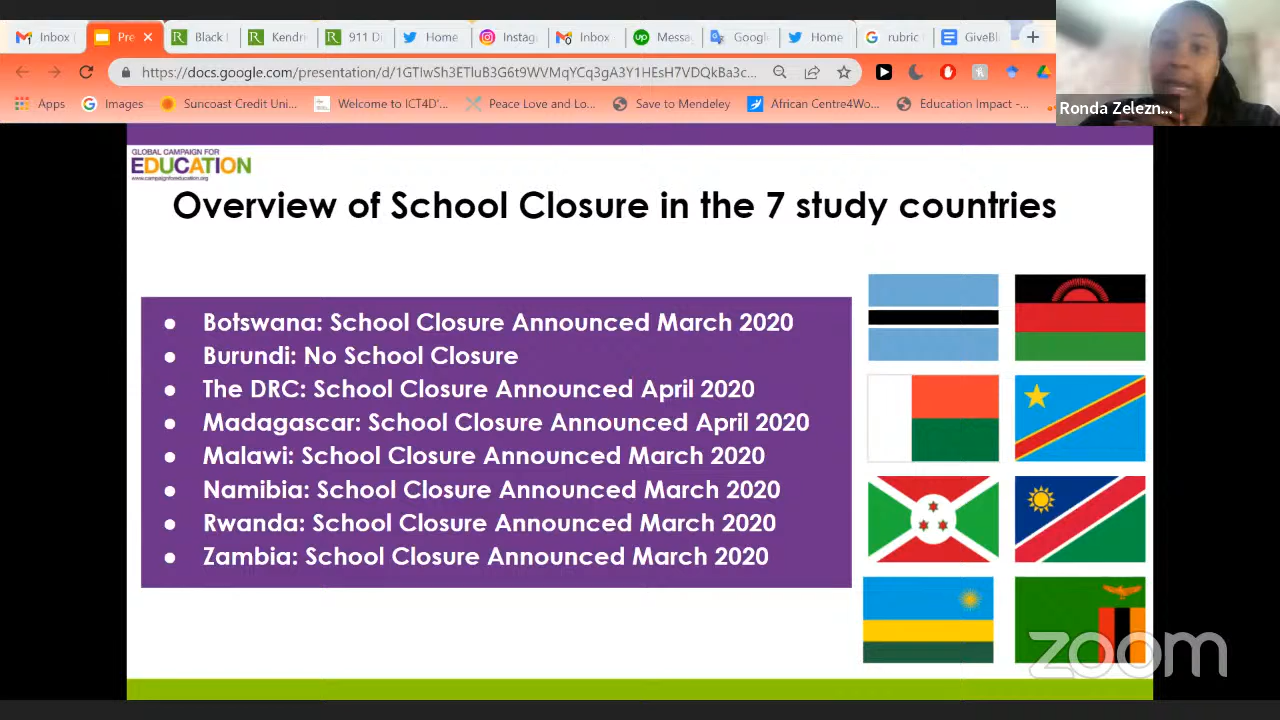 Inbox
Pre
Black
Kendri
911 Di
Home
Instag
Inbox
Messa
Googl
Home
rubric
GiveBl
https://docs.google.com/presentation/d/1GTIwSh3ETluB3G6t9WVMqYCq3gA3Y1HEsH7VDQkBa3c...
Apps
Images
Suncoast Credit Uni...
Welcome to ICT4D'...
Peace Love and Lo...
Save to Mendeley
African Centre4Wo...
Education Impact -...
Ronda Zelezn...
GLOBAL CAMPAIGN FOR
EDUCATION
www.campaignforeducation.org
Overview of School Closure in the 7 study countries
● Botswana: School Closure Announced March 2020
● Burundi: No School Closure
● The DRC: School Closure Announced April 2020
● Madagascar: School Closure Announced April 2020
● Malawi: School Closure Announced March 2020
● Namibia: School Closure Announced March 2020
● Rwanda: School Closure Announced March 2020
● Zambia: School Closure Announced March 2020
zoom